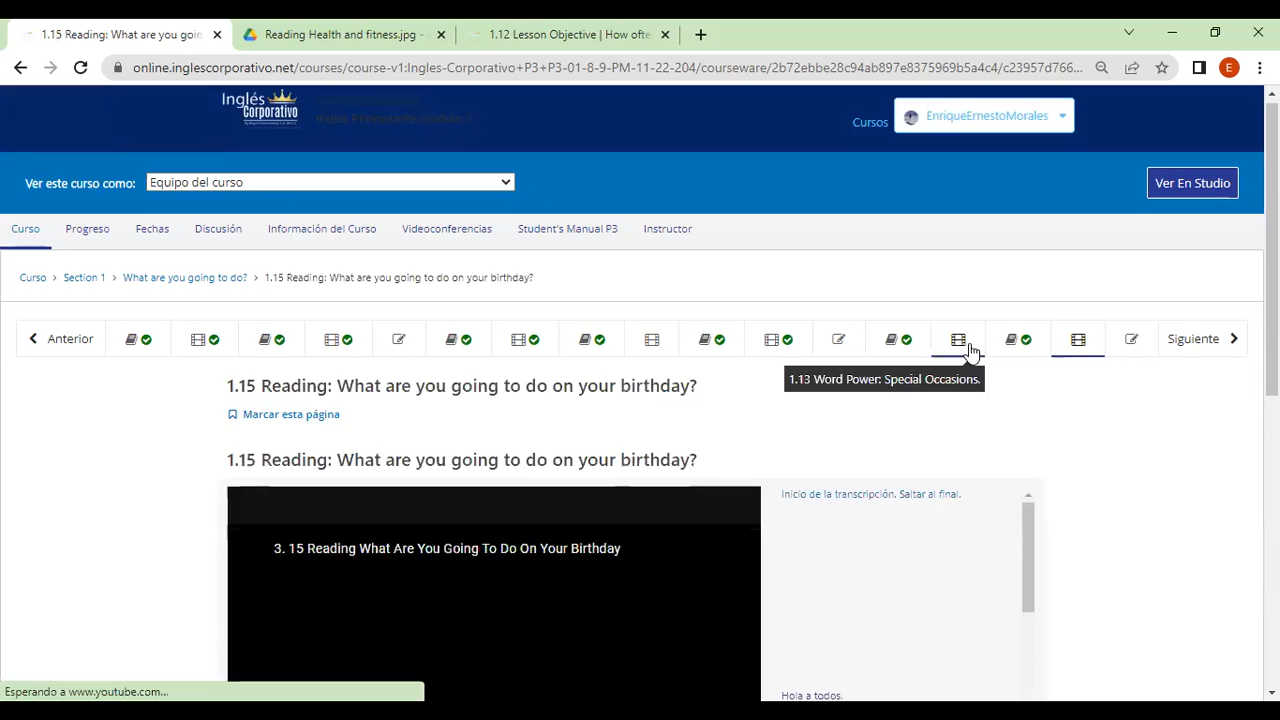 1.15 Reading: What are you goin
Reading Health and fitness.jpg -
1.12 Lesson Objective | How ofte
online.inglescorporativo.net/courses/course-v1:Ingles-Corporativo+P3+P3-01-8-9-PM-11-22-204/courseware/2b72ebbe28c94ab897e8375969b5a4c4/c23957d766...
E
Inglés
Corporativo
Cursos
EnriqueErnestoMorales
Ver este curso como:
Equipo del curso
Ver En Studio
Curso
Progreso
Fechas
Discusión
Información del Curso
Videoconferencias
Student's Manual P3
Instructor
Curso > Section 1 > What are you going to do? > 1.15 Reading: What are you going to do on your birthday?
Anterior
Siguiente
1.13 Word Power: Special Occasions.
1.15 Reading: What are you going to do on your birthday?
Marcar esta página
1.15 Reading: What are you going to do on your birthday?
Inicio de la transcripción. Saltar al final.
3. 15 Reading What Are You Going To Do On Your Birthday
Hola a todos.
Esperando a www.youtube.com...